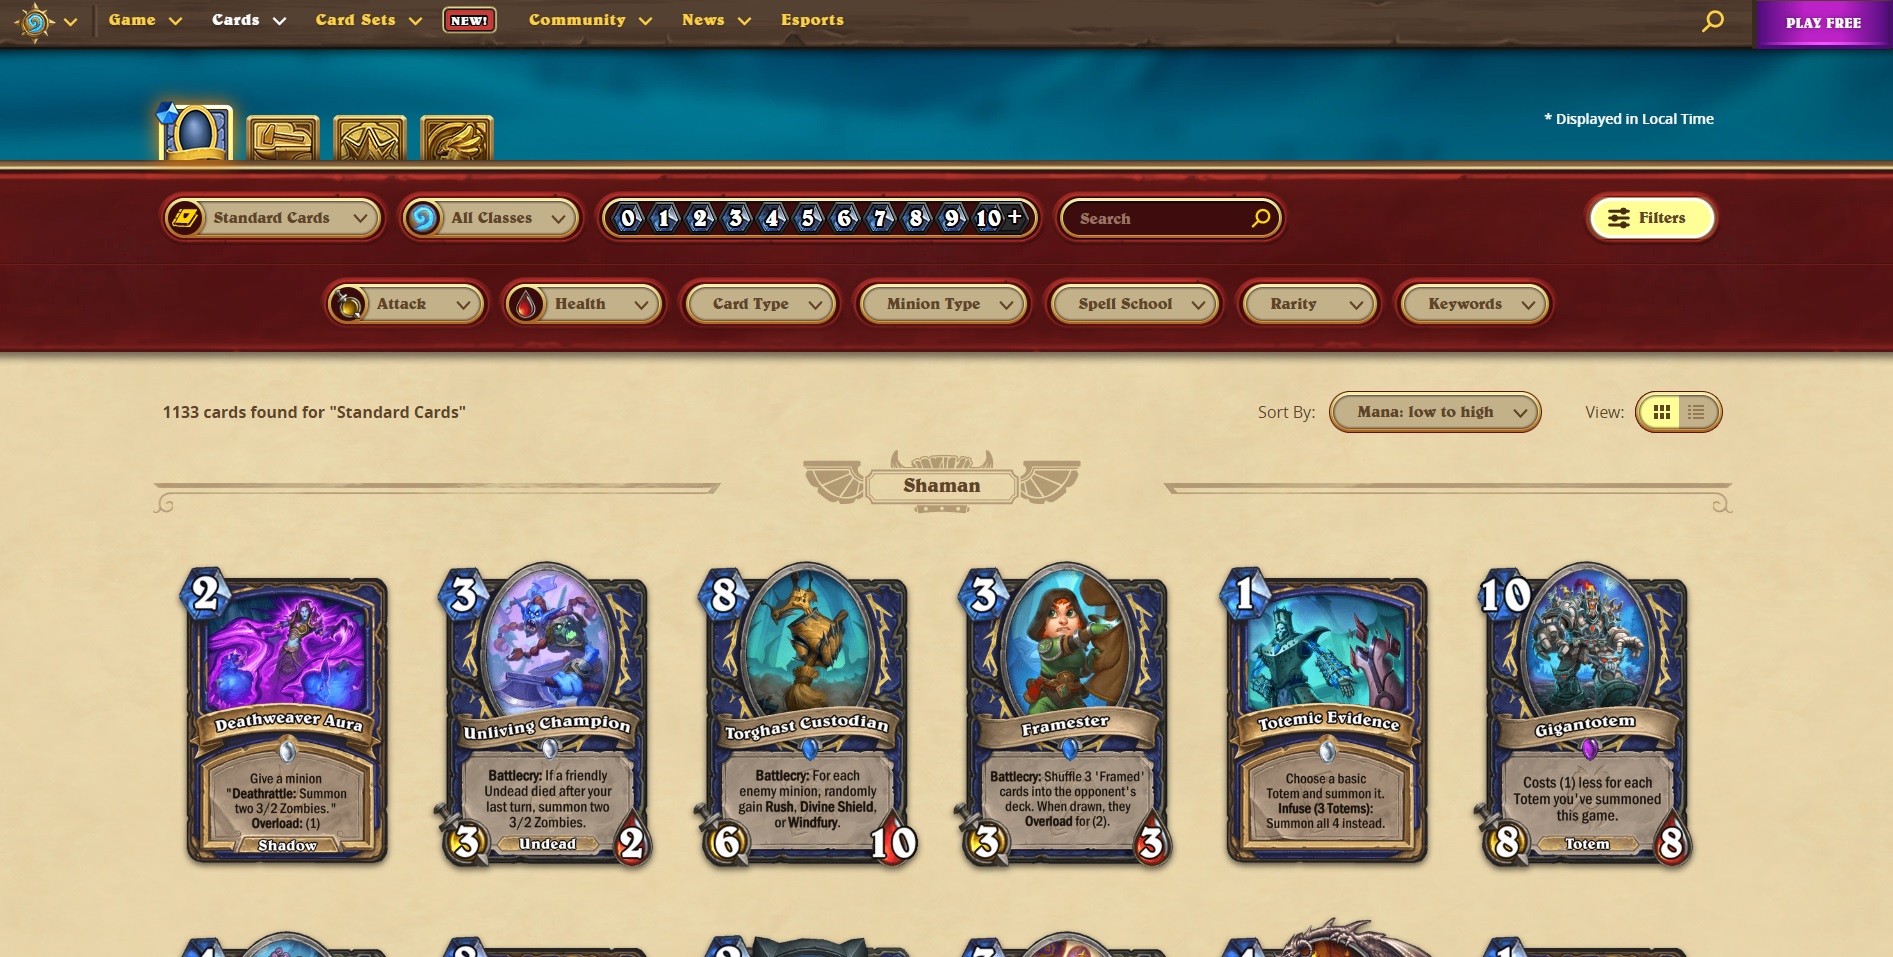 Game
Cards
Card Sets
NEW!
Community
News
Esports
PLAY FREE
* Displayed in Local Time
Standard Cards
All Classes
0 1 2 3 4 5 6 7 8 9 10 +
Search
Filters
Attack
Health
Card Type
Minion Type
Spell School
Rarity
Keywords
1133 cards found for "Standard Cards"
Sort By:
Mana: low to high
View:
Shaman
2
Deathweaver Aura
Give a minion
"Deathrattle: Summon
two 3/2 Zombies."
Overload: (1)
Shadow
3
Unliving Champion
Battlecry: If a friendly
Undead died after your
last turn, summon two
3/2 Zombies.
3
Undead
2
8
Torghast Custodian
Battlecry: For each
enemy minion, randomly
gain Rush, Divine Shield,
or Windfury.
6
10
3
Framester
Battlecry: Shuffle 3 'Framed'
cards into the opponent's
deck. When drawn, they
Overload for (2).
3
3
1
Totemic Evidence
Choose a basic
Totem and summon it.
Infuse (3 Totems):
Summon all 4 instead.
10
Gigantotem
Costs (1) less for each
Totem you've summoned
this game.
8
Totem
8